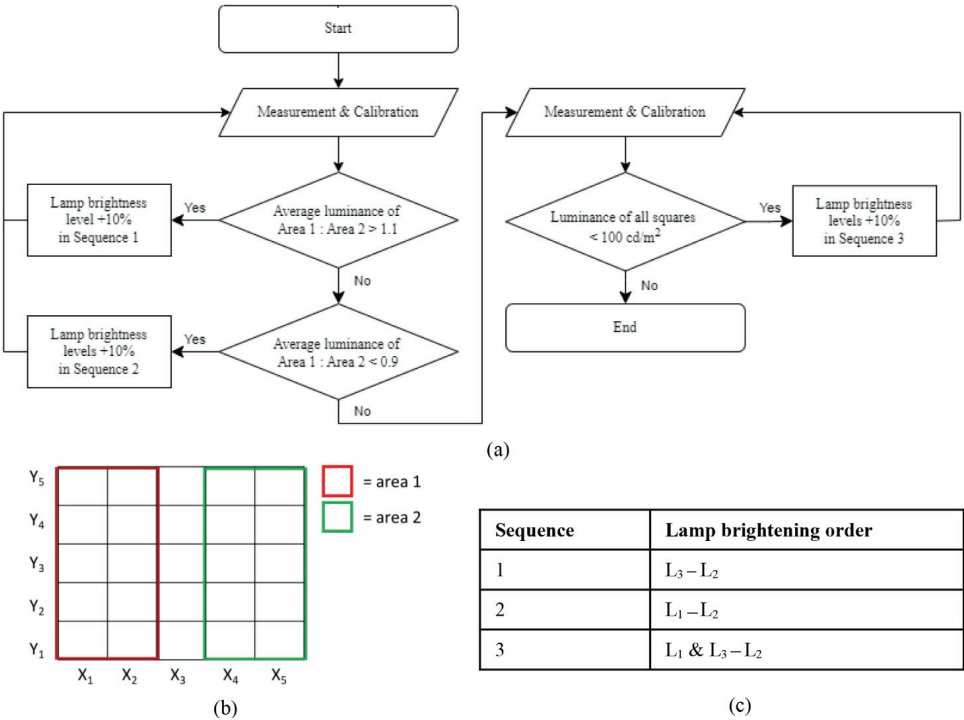 Start
Measurement & Calibration
Lamp brightness
level +10%
in Sequence 1
Yes
Average luminance of
Area 1 : Area 2 > 1.1
No
Lamp brightness
levels +10%
in Sequence 2
Yes
Average luminance of
Area 1 : Area 2 < 0.9
No
Measurement & Calibration
Luminance of all squares
< 100 cd/m²
Yes
Lamp brightness
levels +10%
in Sequence 3
No
End
(a)
Y₅
Y₄
Y₃
Y₂
Y₁
X₁ X₂ X₃ X₄ X₅
= area 1
= area 2
(b)
Sequence Lamp brightening order
1 L₃ – L₂
2 L₁ – L₂
3 L₁ & L₃ – L₂
(c)